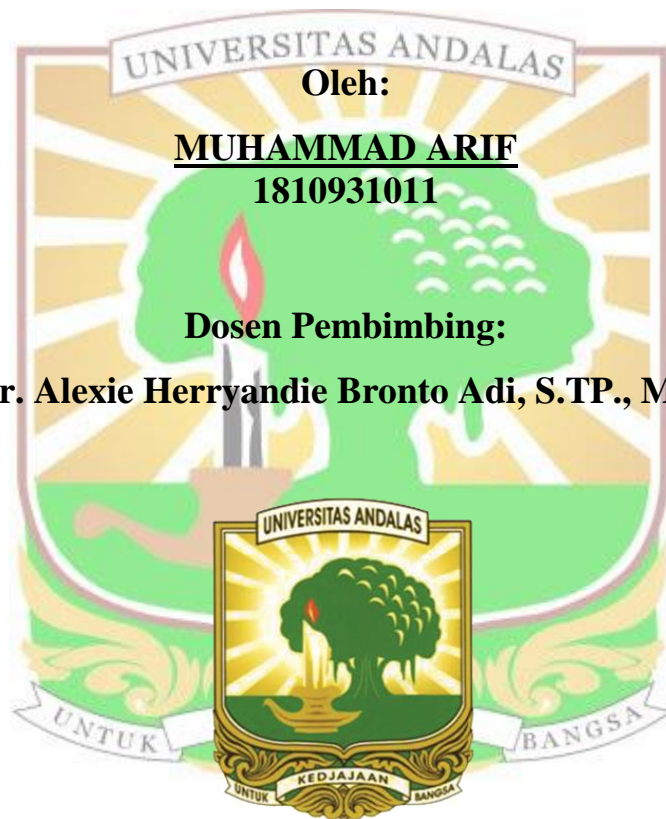 UNIVERSITAS ANDALAS
Oleh:
MUHAMMAD ARIF
1810931011
Dosen Pembimbing:
r. Alexie Herryandie Bronto Adi, S.TP., M
UNIVERSITAS ANDALAS
UNTUK
BANGSA
UNTUK KEDJAJAAN BANGSA